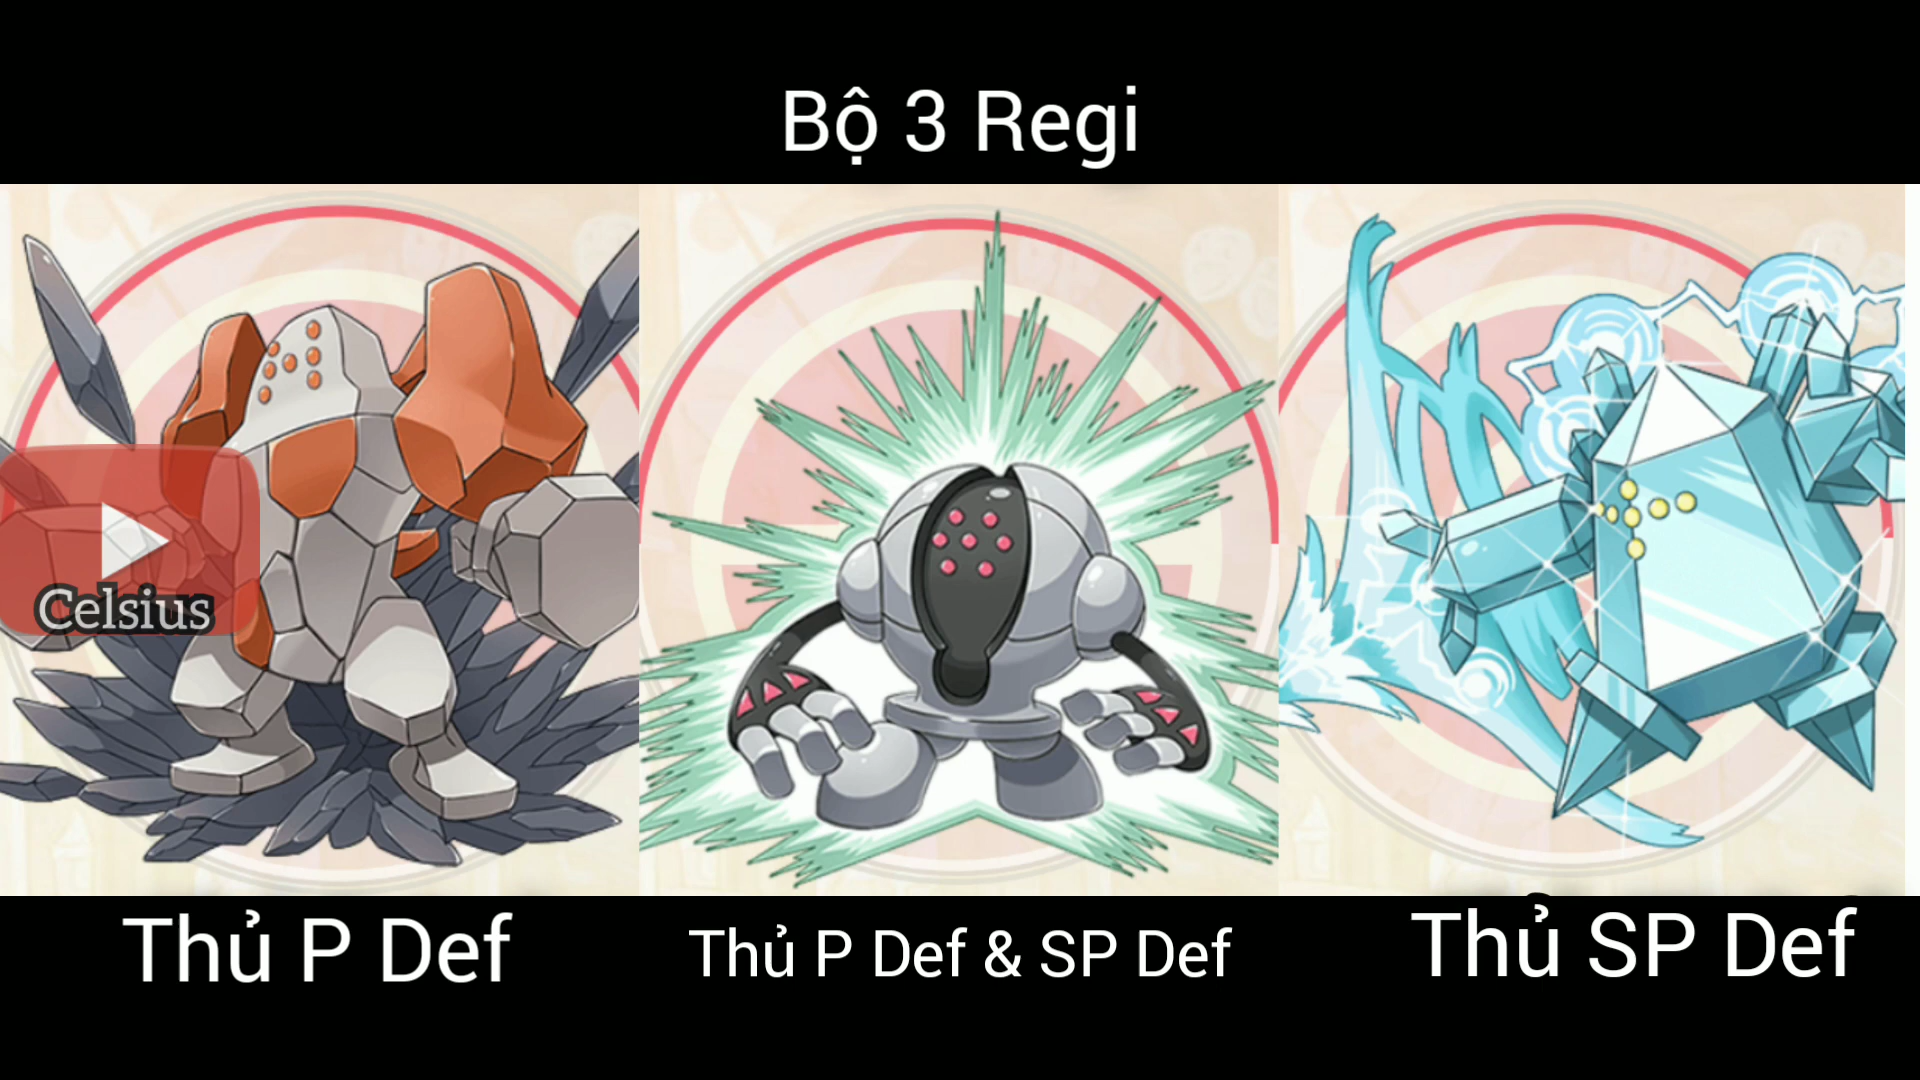 Bộ 3 Regi
Celsius
Thủ P Def
Thủ P Def & SP Def
Thủ SP Def